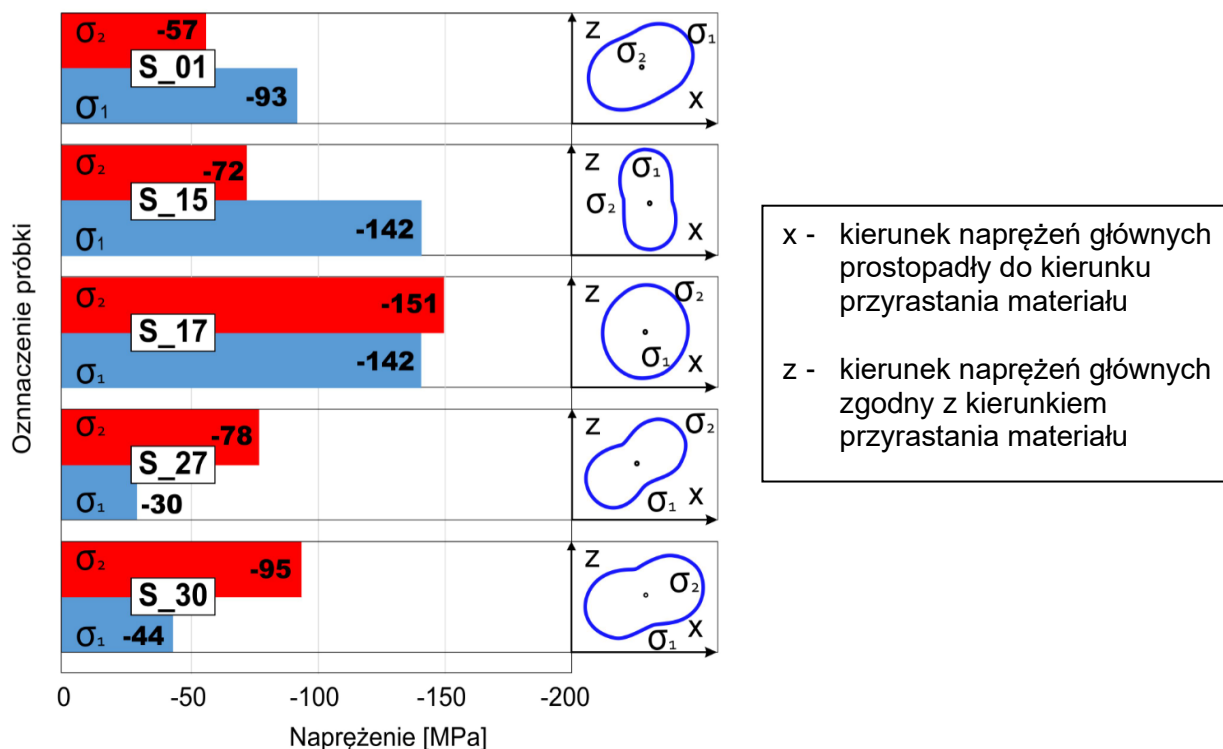 σ₂ -57
S_01
σ₁ -93
z σ₁
σ₂
x
σ₂ -72
S_15
σ₁ -142
z σ₁
σ₂
x
σ₂ -151
S_17
σ₁ -142
z σ₂
σ₁ x
σ₂ -78
S_27
σ₁ -30
z σ₂
σ₁ x
σ₂ -95
S_30
σ₁ -44
z σ₂
σ₁ x
Oznnaczenie próbki
0 -50 -100 -150 -200
Naprężenie [MPa]
x - kierunek naprężeń głównych
prostopadły do kierunku
przyrastania materiału
z - kierunek naprężeń głównych
zgodny z kierunkiem
przyrastania materiału